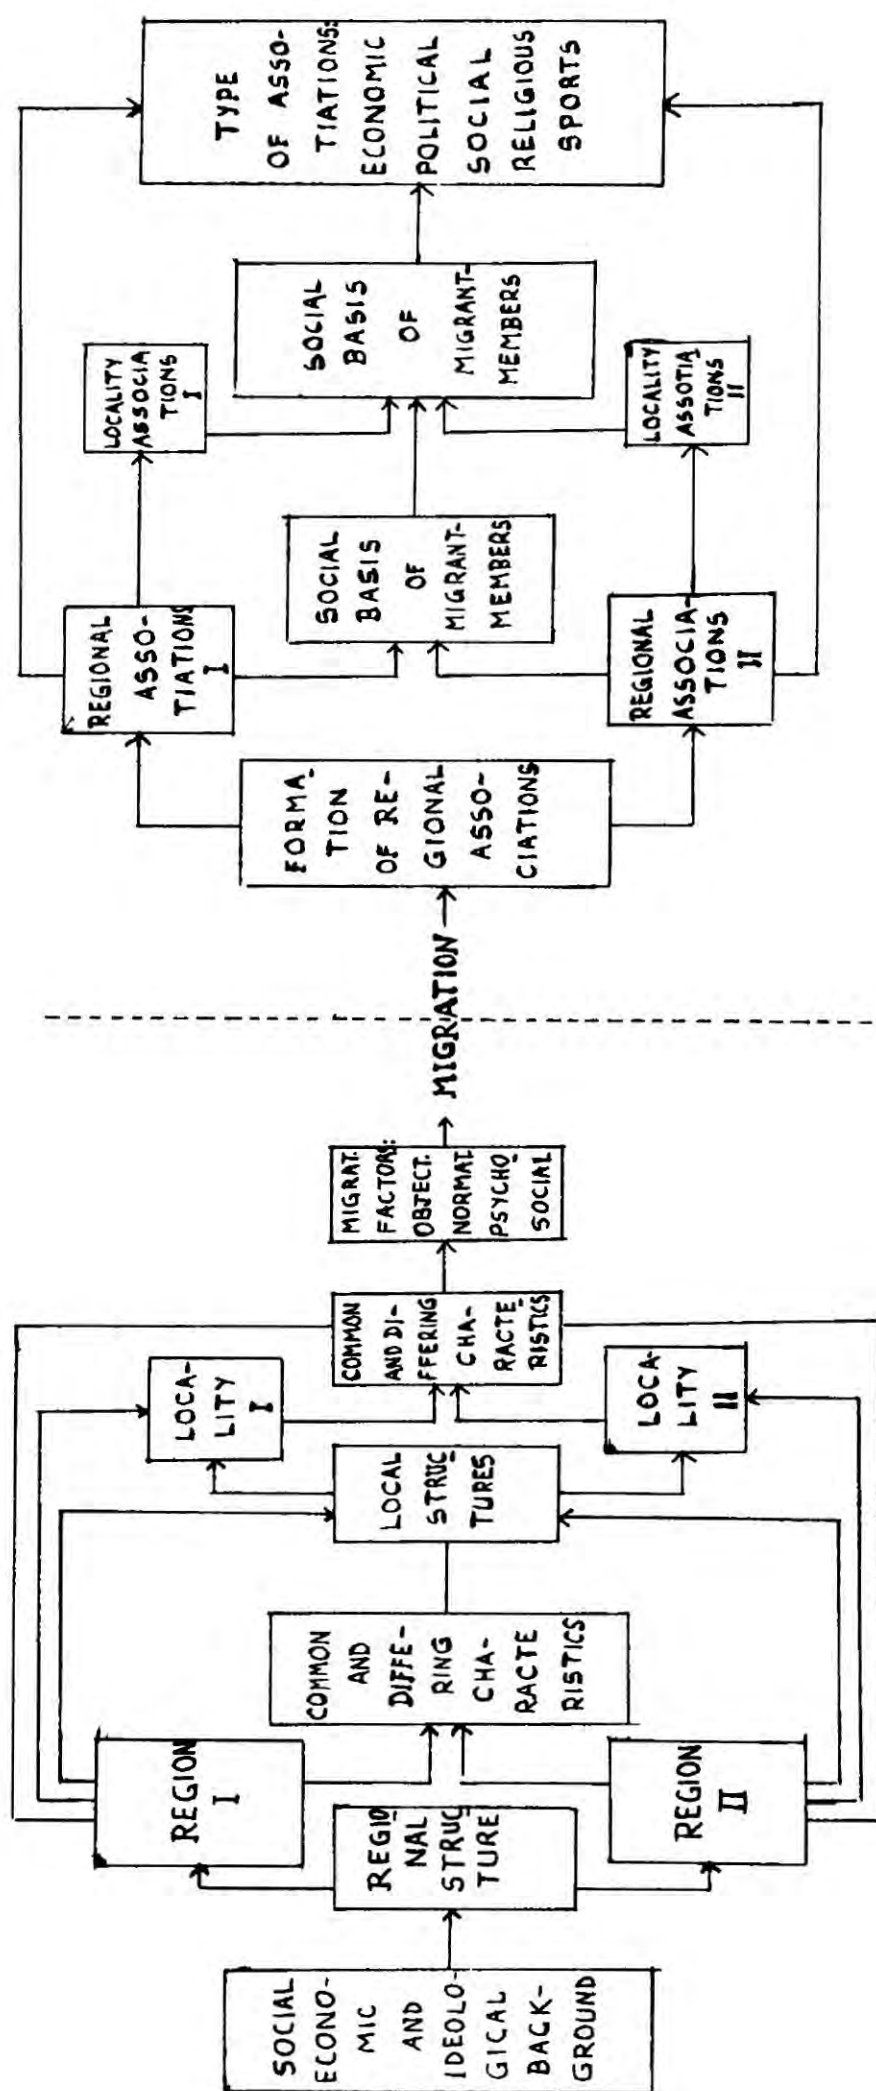 SOCIAL
ECONO-
MIC
AND
IDEOLO-
GICAL
BACK-
GROUND
REGIO
NAL
STRUC
TURE
REGION
I
REGION
II
COMMON
AND
DIFFE-
RING
CHA-
RACTE
RISTICS
LOCAL
STRUC
TURES
LOCA-
LITY
I
LOCA-
LITY
II
COMMON
AND DI-
FFERING
CHA-
RACTE
RISTICS
MIGRAT.
FACTORS:
OBJECT.
NORMAT.
PSYCHO
SOCIAL
MIGRATION
FORMA-
TION
OF RE-
GIONAL
ASSO-
CIATIONS
REGIONAL
ASSO-
TIATIONS
I
REGIONAL
ASSOCIA-
TIONS
II
SOCIAL
BASIS
OF
MIGRANT-
MEMBERS
LOCALITY
ASSOCIA
TIONS
I
LOCALITY
ASSOTIA
TIONS
II
SOCIAL
BASIS
OF
MIGRANT-
MEMBERS
TYPE
OF ASSO-
TIATIONS:
ECONOMIC
POLITICAL
SOCIAL
RELIGIOUS
SPORTS